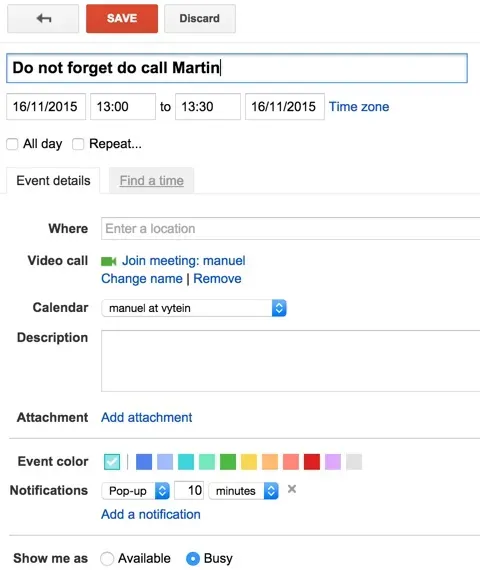 SAVE Discard
Do not forget do call Martin
16/11/2015 13:00 to 13:30 16/11/2015 Time zone
All day Repeat...
Event details Find a time
Where Enter a location
Video call Join meeting: manuel
Change name | Remove
Calendar manuel at vytein
Description
Attachment Add attachment
Event color
Notifications Pop-up 10 minutes
Add a notification
Show me as Available Busy